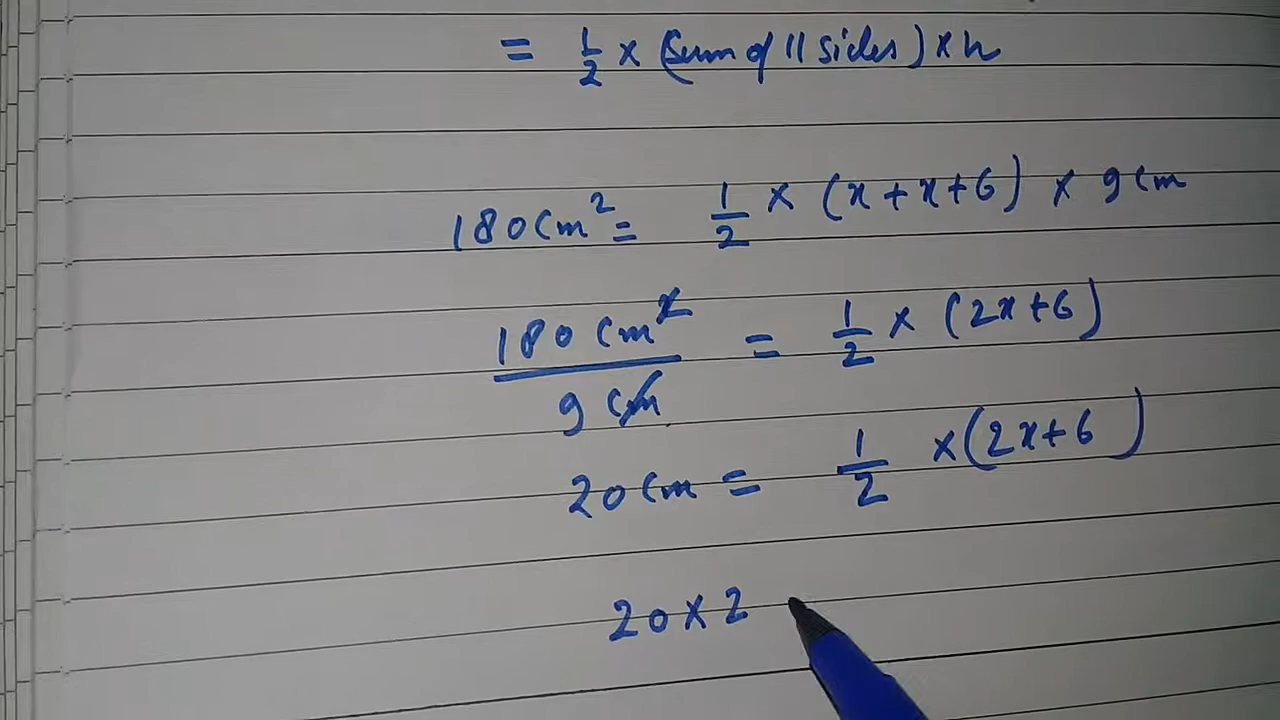 = 1/2 × (Sum of || sides) × h
180 cm² = 1/2 × (x + x + 6) × 9 cm
180 cm² / 9 cm = 1/2 × (2x + 6)
20 cm = 1/2 × (2x + 6)
20 × 2